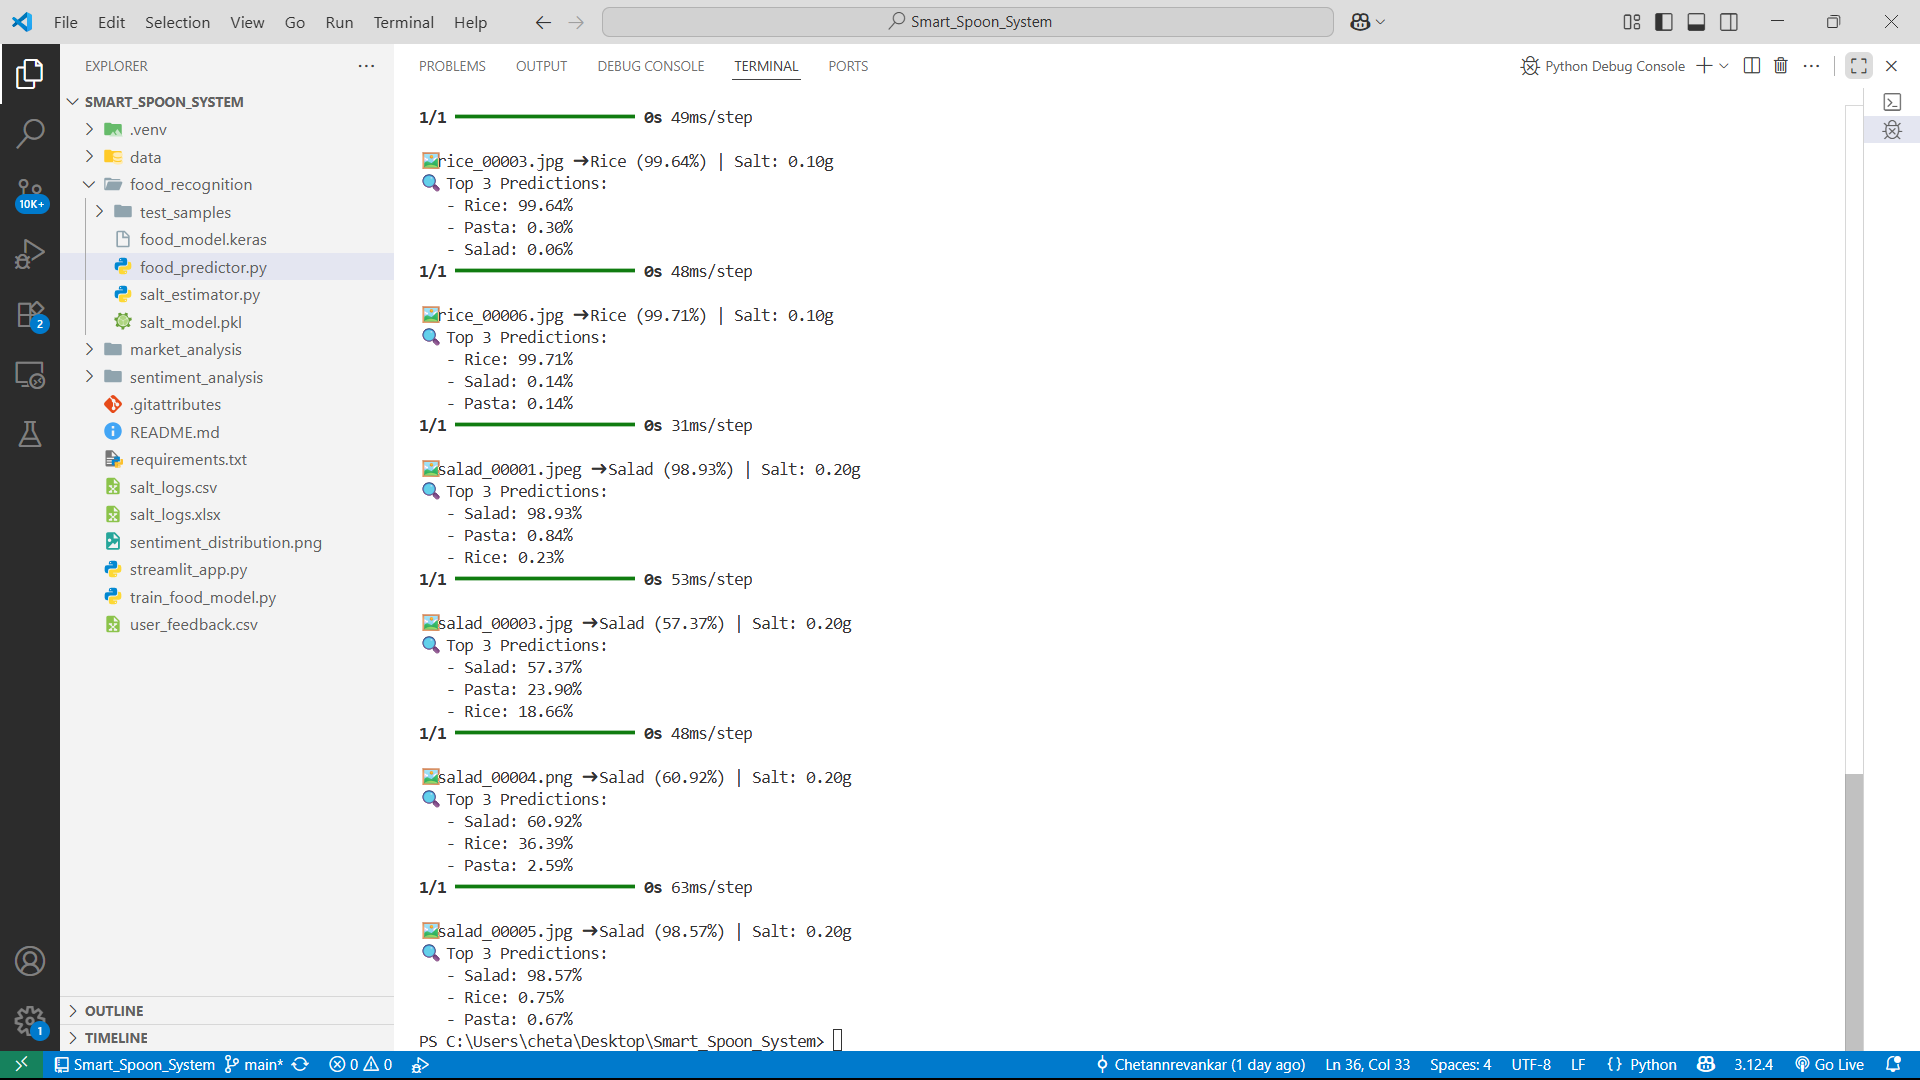 File Edit Selection View Go Run Terminal Help
Smart_Spoon_System
EXPLORER
SMART_SPOON_SYSTEM
.venv
data
food_recognition
test_samples
food_model.keras
food_predictor.py
salt_estimator.py
salt_model.pkl
market_analysis
sentiment_analysis
.gitattributes
README.md
requirements.txt
salt_logs.csv
salt_logs.xlsx
sentiment_distribution.png
streamlit_app.py
train_food_model.py
user_feedback.csv
OUTLINE
TIMELINE
10K+
2
1
PROBLEMS OUTPUT DEBUG CONSOLE TERMINAL PORTS
Python Debug Console
1/1 ━━━━━━━━━━━━━━━━━━━━ 0s 49ms/step
🖼️rice_00003.jpg →Rice (99.64%) | Salt: 0.10g
🔍 Top 3 Predictions:
- Rice: 99.64%
- Pasta: 0.30%
- Salad: 0.06%
1/1 ━━━━━━━━━━━━━━━━━━━━ 0s 48ms/step
🖼️rice_00006.jpg →Rice (99.71%) | Salt: 0.10g
🔍 Top 3 Predictions:
- Rice: 99.71%
- Salad: 0.14%
- Pasta: 0.14%
1/1 ━━━━━━━━━━━━━━━━━━━━ 0s 31ms/step
🖼️salad_00001.jpeg →Salad (98.93%) | Salt: 0.20g
🔍 Top 3 Predictions:
- Salad: 98.93%
- Pasta: 0.84%
- Rice: 0.23%
1/1 ━━━━━━━━━━━━━━━━━━━━ 0s 53ms/step
🖼️salad_00003.jpg →Salad (57.37%) | Salt: 0.20g
🔍 Top 3 Predictions:
- Salad: 57.37%
- Pasta: 23.90%
- Rice: 18.66%
1/1 ━━━━━━━━━━━━━━━━━━━━ 0s 48ms/step
🖼️salad_00004.png →Salad (60.92%) | Salt: 0.20g
🔍 Top 3 Predictions:
- Salad: 60.92%
- Rice: 36.39%
- Pasta: 2.59%
1/1 ━━━━━━━━━━━━━━━━━━━━ 0s 63ms/step
🖼️salad_00005.jpg →Salad (98.57%) | Salt: 0.20g
🔍 Top 3 Predictions:
- Salad: 98.57%
- Rice: 0.75%
- Pasta: 0.67%
PS C:\Users\cheta\Desktop\Smart_Spoon_System>
Smart_Spoon_System main* 0 0 Chetannrevankar (1 day ago) Ln 36, Col 33 Spaces: 4 UTF-8 LF {} Python 3.12.4 Go Live